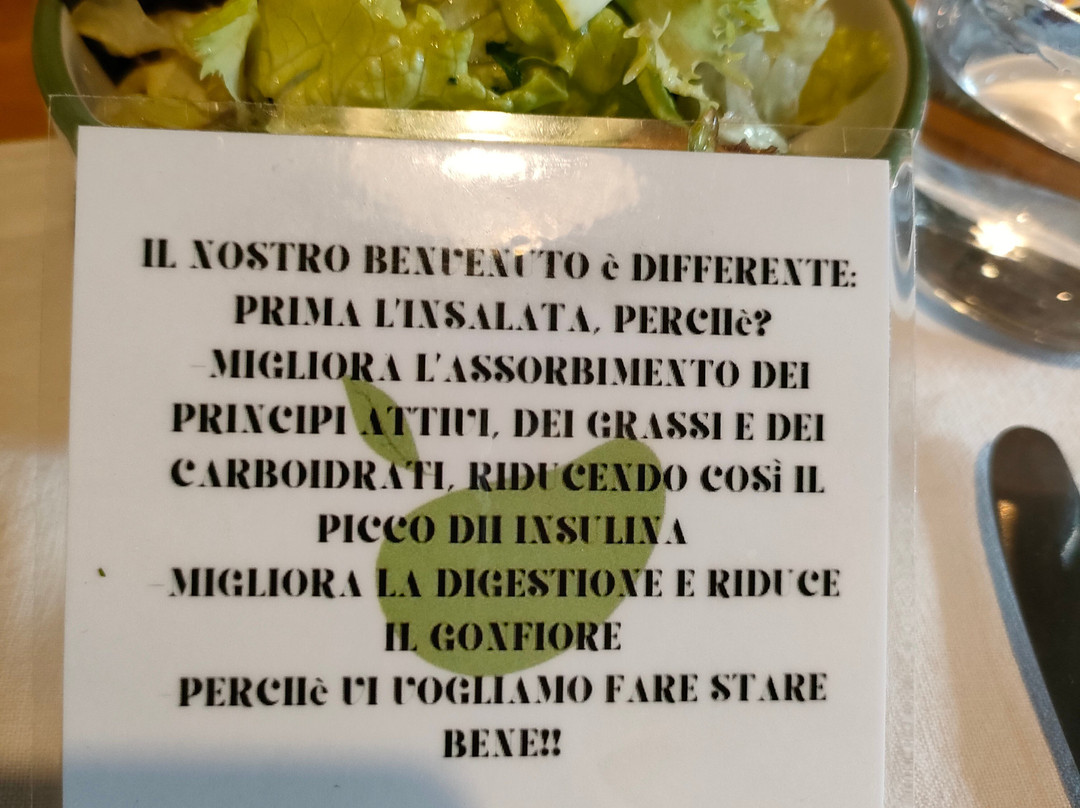 IL NOSTRO BENVENUTO è DIFFERENTE:
PRIMA L'INSALATA, PERCHè?
-MIGLIORA L'ASSORBIMENTO DEI
PRINCIPI ATTIVI, DEI GRASSI E DEI
CARBOIDRATI, RIDUCENDO COSÌ IL
PICCO DII INSULINA
-MIGLIORA LA DIGESTIONE E RIDUCE
IL GONFIORE
PERCHè VI VOGLIAMO FARE STARE
BENE!!